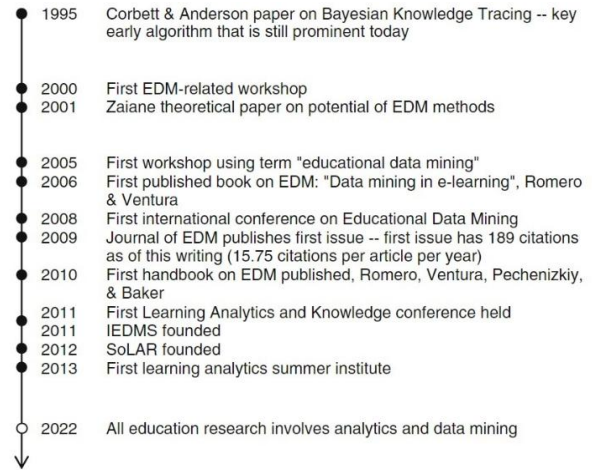 1995 Corbett & Anderson paper on Bayesian Knowledge Tracing -- key
early algorithm that is still prominent today
2000 First EDM-related workshop
2001 Zaiane theoretical paper on potential of EDM methods
2005 First workshop using term "educational data mining"
2006 First published book on EDM: "Data mining in e-learning", Romero
& Ventura
2008 First international conference on Educational Data Mining
2009 Journal of EDM publishes first issue -- first issue has 189 citations
as of this writing (15.75 citations per article per year)
2010 First handbook on EDM published, Romero, Ventura, Pechenizkiy,
& Baker
2011 First Learning Analytics and Knowledge conference held
2011 IEDMS founded
2012 SoLAR founded
2013 First learning analytics summer institute
2022 All education research involves analytics and data mining